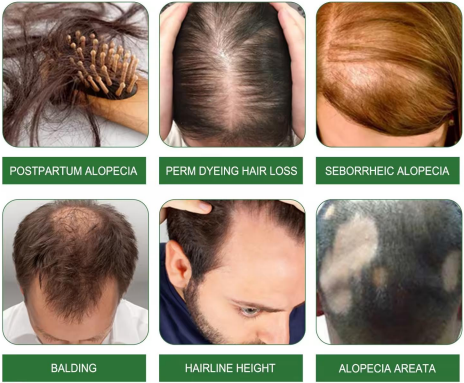 POSTPARTUM ALOPECIA
PERM DYEING HAIR LOSS
SEBORRHEIC ALOPECIA
BALDING
HAIRLINE HEIGHT
ALOPECIA AREATA